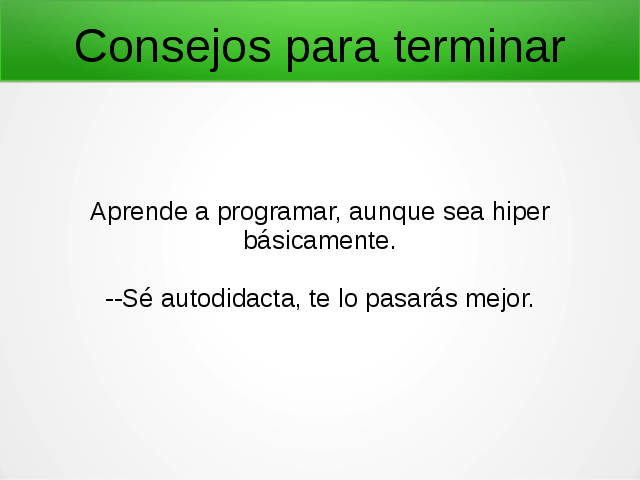 Consejos para terminar
Aprende a programar, aunque sea hiper
básicamente.
--Sé autodidacta, te lo pasarás mejor.